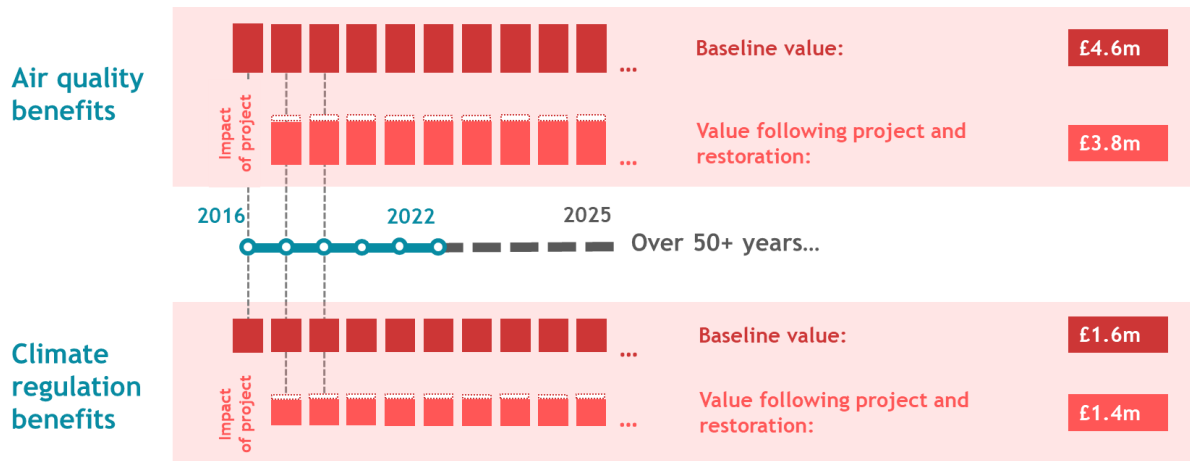 Air quality
benefits
Impact
of project
...
Baseline value:
£4.6m
...
Value following project and
restoration:
£3.8m
2016
2022
2025
Over 50+ years...
Climate
regulation
benefits
Impact
of project
...
Baseline value:
£1.6m
...
Value following project and
restoration:
£1.4m